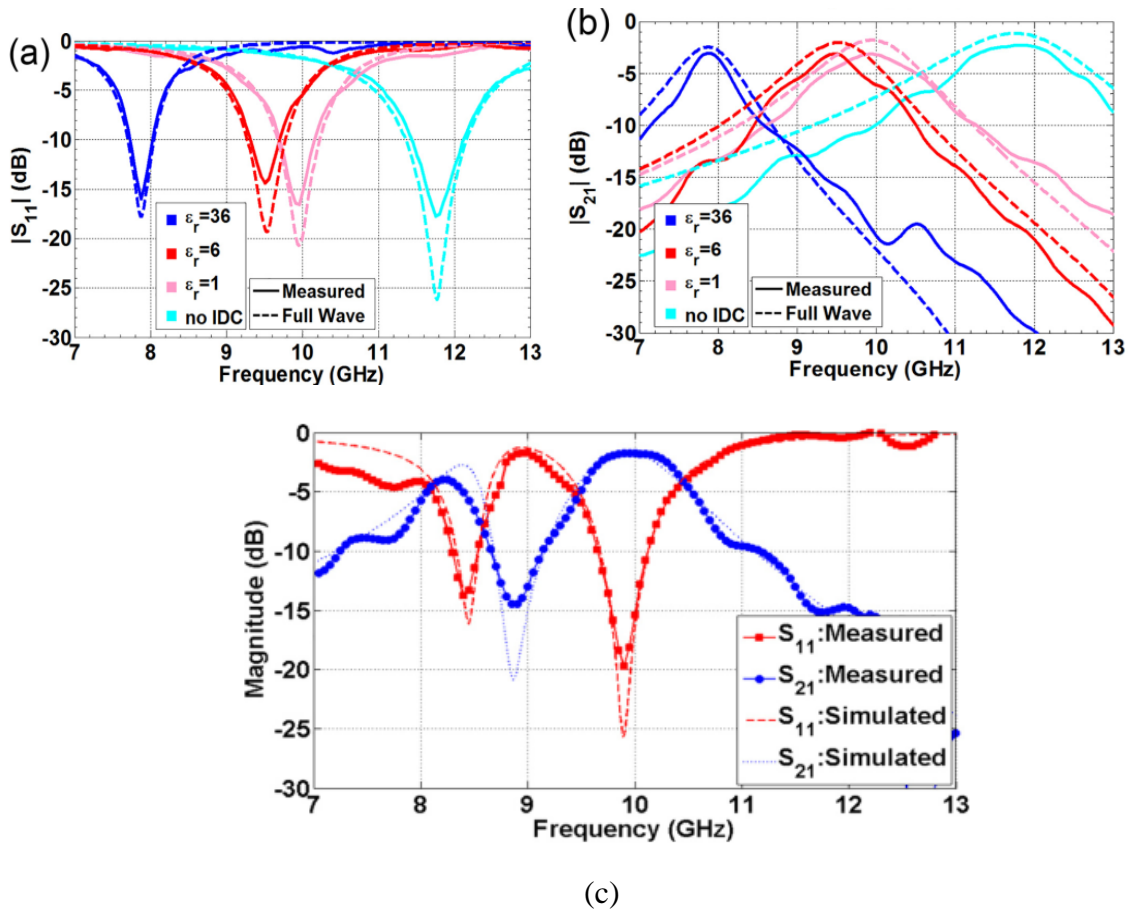 (a)
|S11| (dB)
0
-5
-10
-15
-20
-25
-30
εr=36
εr=6
εr=1
no IDC
Measured
Full Wave
7 8 9 10 11 12 13
Frequency (GHz)
(b)
|S21| (dB)
0
-5
-10
-15
-20
-25
-30
εr=36
εr=6
εr=1
no IDC
Measured
Full Wave
7 8 9 10 11 12 13
Frequency (GHz)
Magnitude (dB)
0
-5
-10
-15
-20
-25
-30
S11:Measured
S21:Measured
S11:Simulated
S21:Simulated
7 8 9 10 11 12 13
Frequency (GHz)
(c)